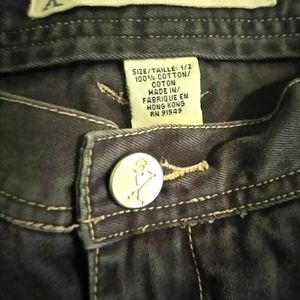 SIZE/TAILLE: 1/2
100% COTTON/
COTON
MADE IN/
FABRIQUE EN
HONG KONG
RN 91549